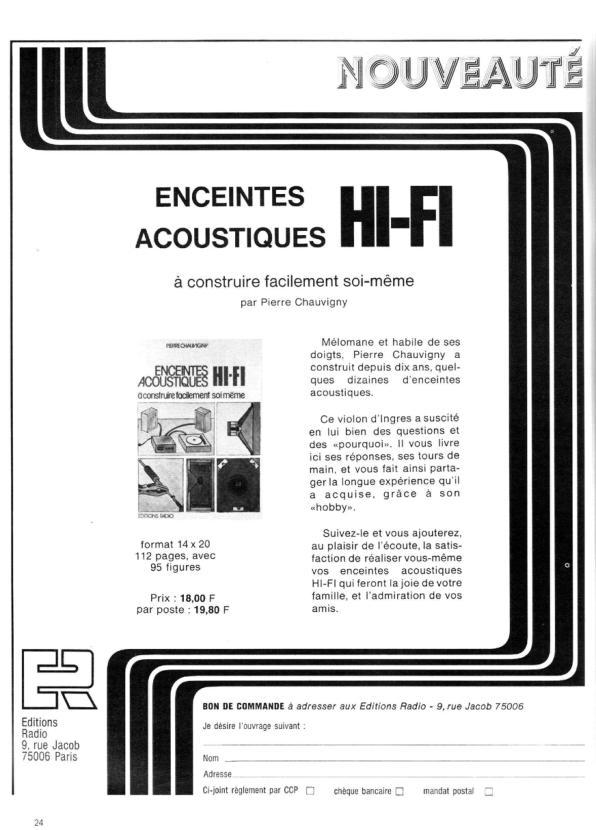 NOUVEAUTÉ
ENCEINTES
ACOUSTIQUES HI-FI
à construire facilement soi-même
par Pierre Chauvigny
PIERRE CHAUVIGNY
ENCEINTES
ACOUSTIQUES HI-FI
à construire facilement soi même
EDITIONS RADIO
format 14 x 20
112 pages, avec
95 figures
Prix : 18,00 F
par poste : 19,80 F
Mélomane et habile de ses
doigts, Pierre Chauvigny a
construit depuis dix ans, quel-
ques dizaines d'enceintes
acoustiques.
Ce violon d'Ingres a suscité
en lui bien des questions et
des «pourquoi». Il vous livre
ici ses réponses, ses tours de
main, et vous fait ainsi parta-
ger la longue expérience qu'il
a acquise, grâce à son
«hobby».
Suivez-le et vous ajouterez,
au plaisir de l'écoute, la satis-
faction de réaliser vous-même
vos enceintes acoustiques
HI-FI qui feront la joie de votre
famille, et l'admiration de vos
amis.
ER
Editions
Radio
9, rue Jacob
75006 Paris
BON DE COMMANDE à adresser aux Editions Radio - 9, rue Jacob 75006
Je désire l'ouvrage suivant :
Nom
Adresse
Ci-joint règlement par CCP □ chèque bancaire □ mandat postal □
24